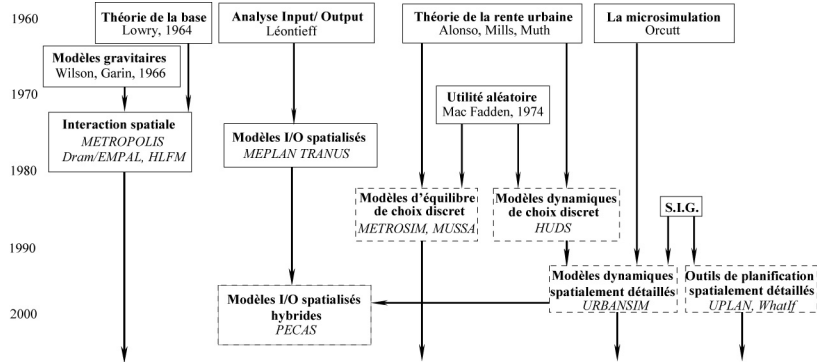 1960
Théorie de la base
Lowry, 1964
Analyse Input/ Output
Léontieff
Théorie de la rente urbaine
Alonso, Mills, Muth
La microsimulation
Orcutt
Modèles gravitaires
Wilson, Garin, 1966
1970
Utilité aléatoire
Mac Fadden, 1974
Interaction spatiale
METROPOLIS
Dram/EMPAL, HLFM
Modèles I/O spatialisés
MEPLAN TRANUS
1980
Modèles d'équilibre
de choix discret
METROSIM, MUSSA
Modèles dynamiques
de choix discret
HUDS
S.I.G.
1990
Modèles dynamiques
spatialement détaillés
URBANSIM
Outils de planification
spatialement détaillés
UPLAN, WhatIf
Modèles I/O spatialisés
hybrides
PECAS
2000